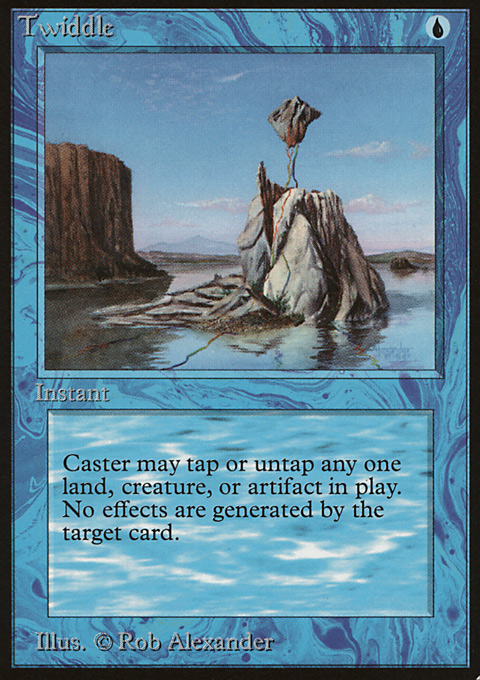 Twiddle
Instant
Caster may tap or untap any one
land, creature, or artifact in play.
No effects are generated by the
target card.
Illus. © Rob Alexander